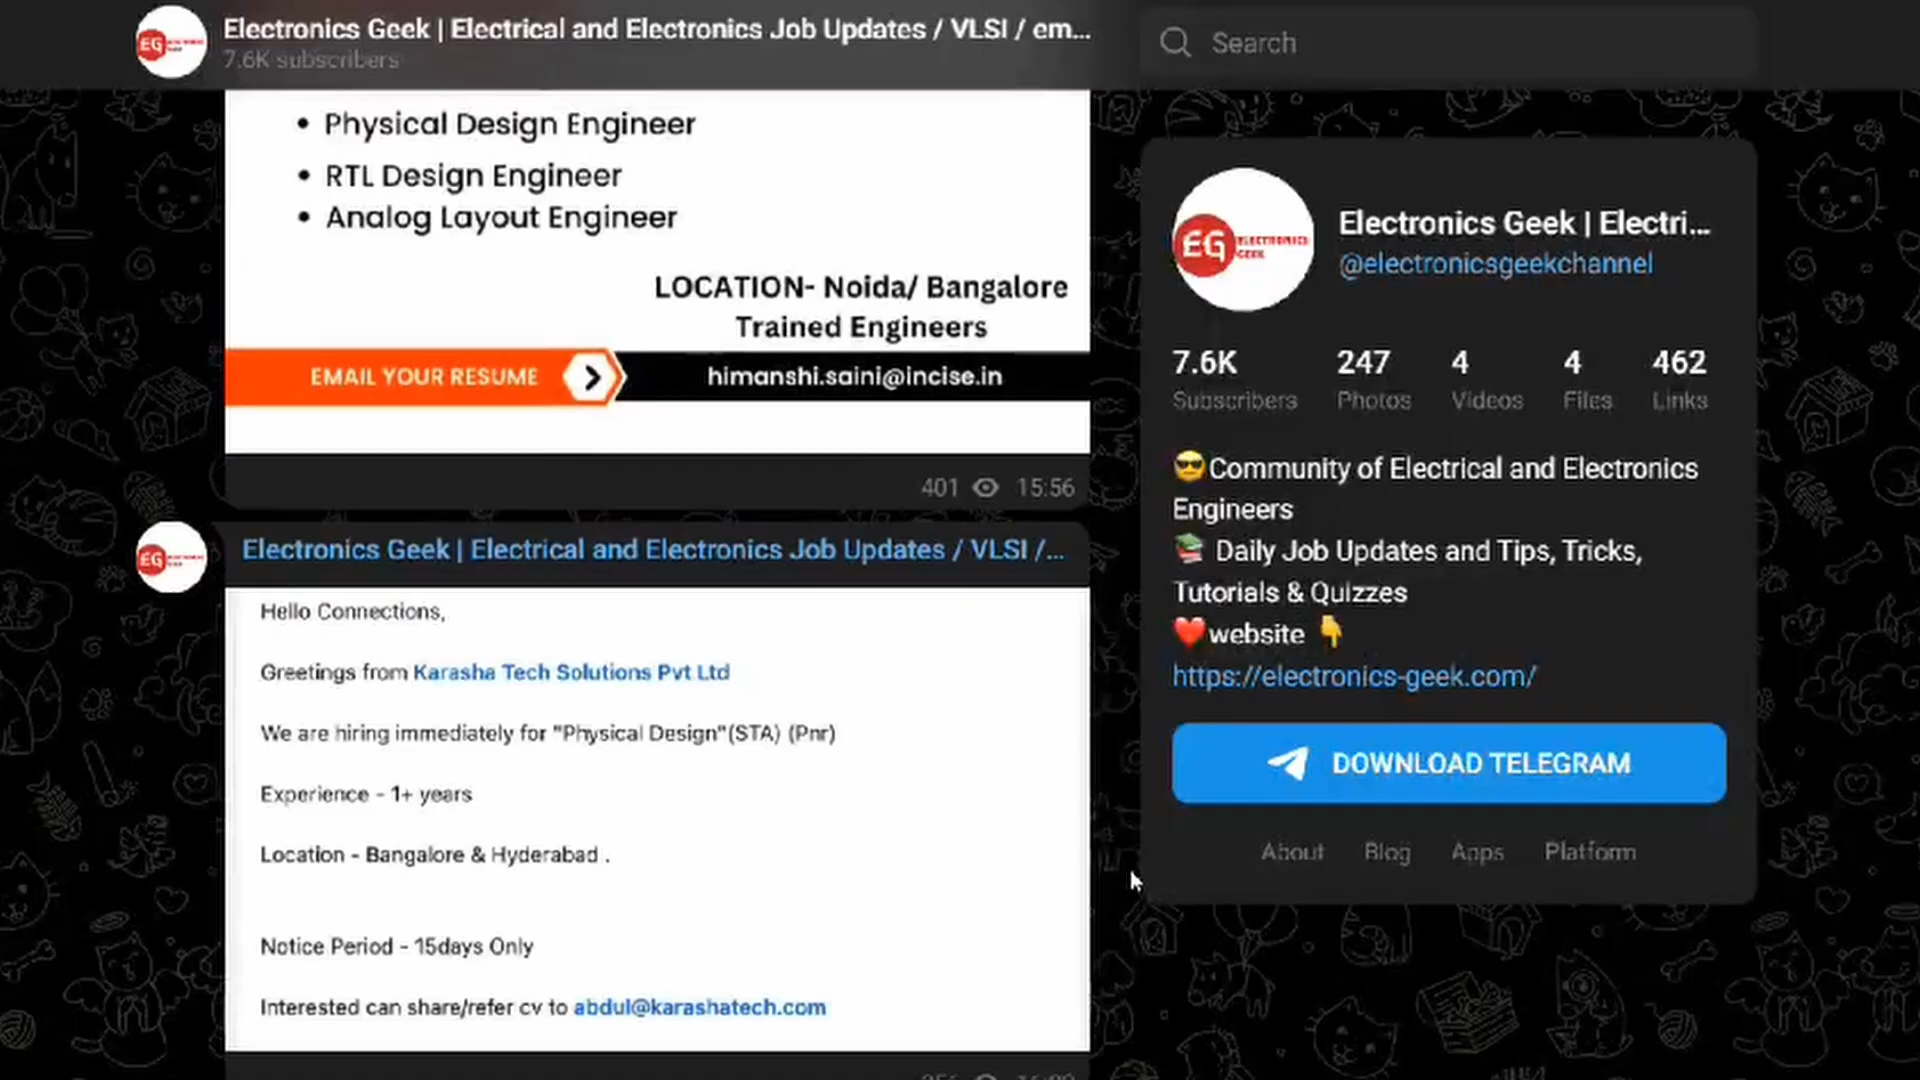 Electronics Geek | Electrical and Electronics Job Updates / VLSI / em...
7.6K subscribers
Search
• Physical Design Engineer
• RTL Design Engineer
• Analog Layout Engineer
LOCATION- Noida/ Bangalore
Trained Engineers
EMAIL YOUR RESUME
himanshi.saini@incise.in
401 15:56
Electronics Geek | Electrical and Electronics Job Updates / VLSI /...
Hello Connections,
Greetings from Karasha Tech Solutions Pvt Ltd
We are hiring immediately for "Physical Design"(STA) (Pnr)
Experience - 1+ years
Location - Bangalore & Hyderabad .
Notice Period - 15days Only
Interested can share/refer cv to abdul@karashatech.com
EG ELECTRONICS GEEK
Electronics Geek | Electri...
@electronicsgeekchannel
7.6K 247 4 4 462
Subscribers Photos Videos Files Links
😎Community of Electrical and Electronics
Engineers
📚 Daily Job Updates and Tips, Tricks,
Tutorials & Quizzes
❤️website 👇
https://electronics-geek.com/
DOWNLOAD TELEGRAM
About Blog Apps Platform